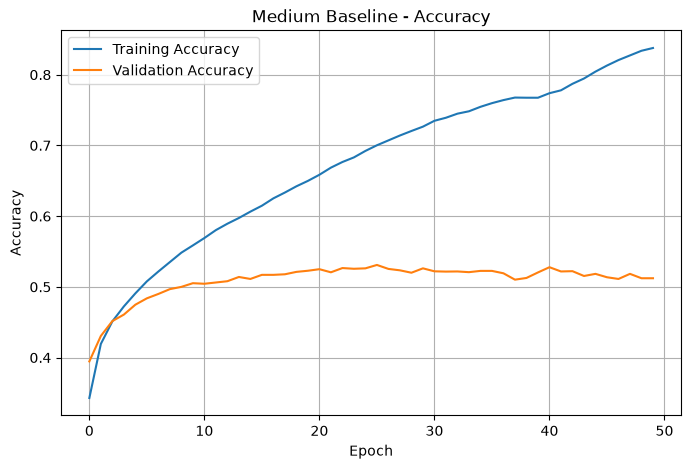 Medium Baseline - Accuracy
Training Accuracy
Validation Accuracy
0.8
0.7
0.6
0.5
0.4
Accuracy
0
10
20
30
40
50
Epoch